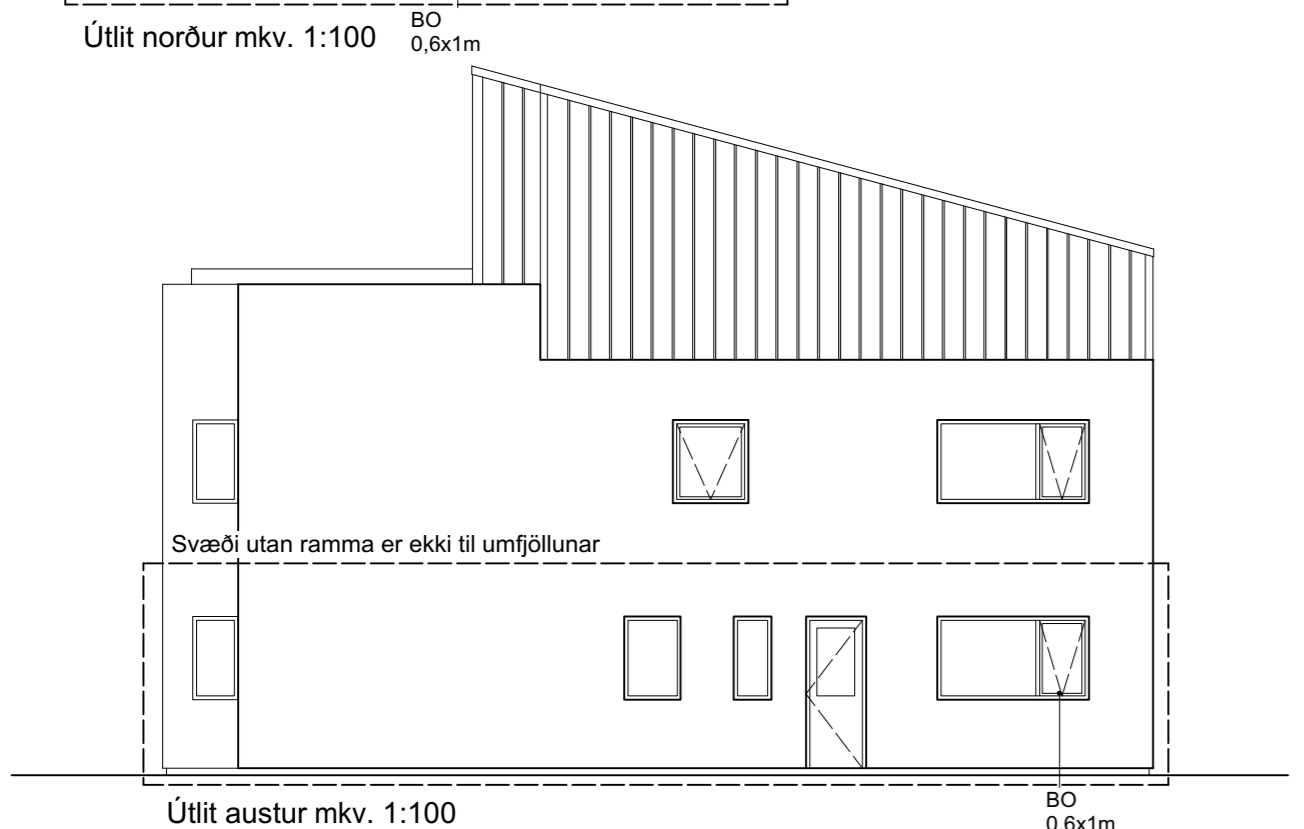 Útlit norður mkv. 1:100
BO
0,6x1m
Svæði utan ramma er ekki til umfjöllunar
Útlit austur mkv. 1:100
BO
0,6x1m